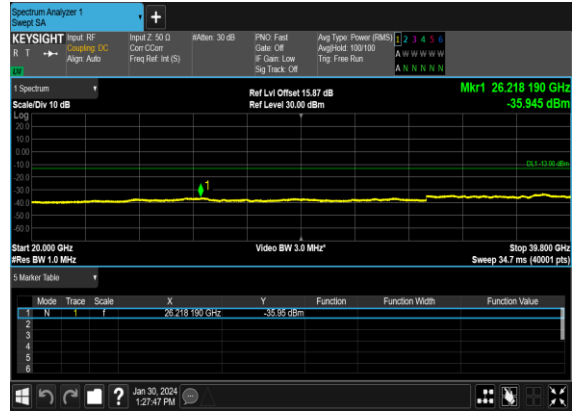 Spectrum Analyzer 1
Swept SA
+
KEYSIGHT Input: RF Input Z: 50 Ω #Atten: 30 dB PNO: Fast Avg Type: Power (RMS) 1 2 3 4 5 6
R T Coupling: DC Corr CCorr Gate: Off Avg|Hold: 100/100 A W W W W W
Align: Auto Freq Ref: Int (S) IF Gain: Low Trig: Free Run
Sig Track: Off A N N N N N
1 Spectrum Ref Lvl Offset 15.87 dB Mkr1 26.218 190 GHz
Scale/Div 10 dB Ref Level 30.00 dBm -35.945 dBm
Log
20.0
10.0
0.00
-10.0
DL1 -13.00 dBm
-20.0
1
-30.0
-40.0
-50.0
-60.0
Start 20.000 GHz Video BW 3.0 MHz* Stop 39.800 GHz
#Res BW 1.0 MHz Sweep 34.7 ms (40001 pts)
5 Marker Table
Mode Trace Scale X Y Function Function Width Function Value
1 N 1 f 26.218 190 GHz -35.95 dBm
2
3
4
5
6
? Jan 30, 2024
1:27:47 PM